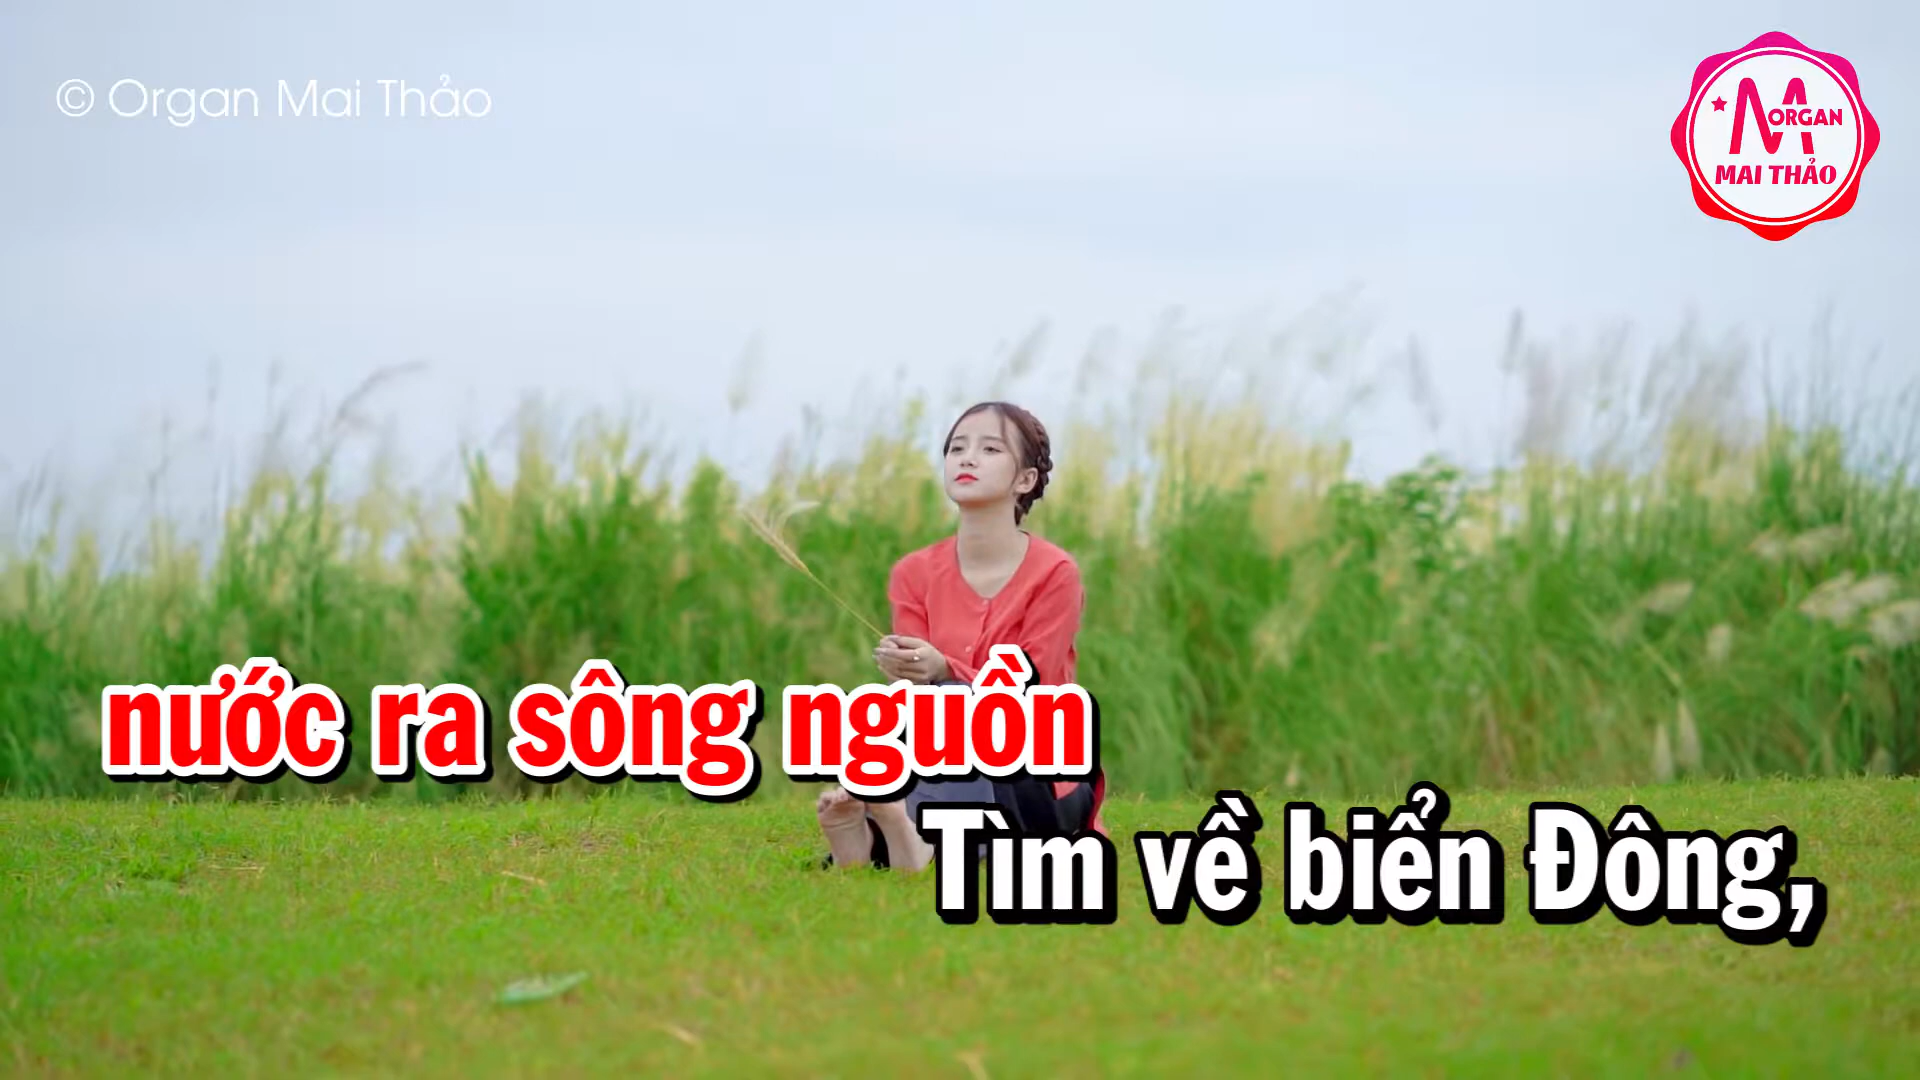 © Organ Mai Thảo
ORGAN
MAI THẢO
nước ra sông nguồn
Tìm về biển Đông,